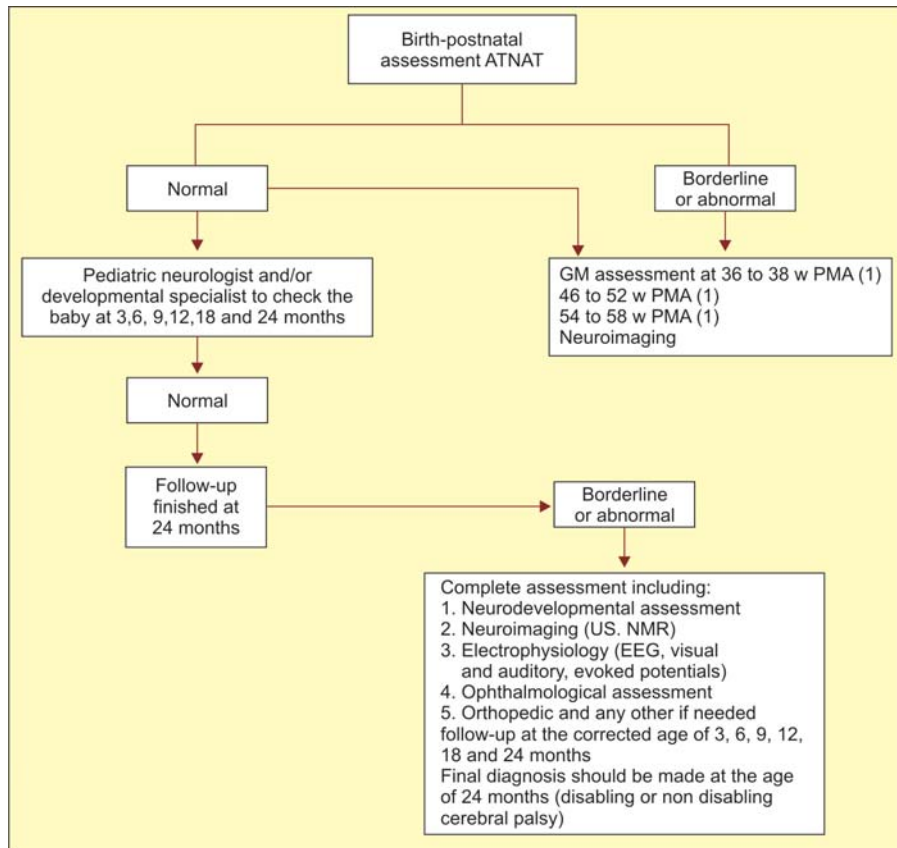 Birth-postnatal
assessment ATNAT
Normal
Borderline
or abnormal
Pediatric neurologist and/or
developmental specialist to check the
baby at 3,6, 9,12,18 and 24 months
GM assessment at 36 to 38 w PMA (1)
46 to 52 w PMA (1)
54 to 58 w PMA (1)
Neuroimaging
Normal
Follow-up
finished at
24 months
Borderline
or abnormal
Complete assessment including:
1. Neurodevelopmental assessment
2. Neuroimaging (US. NMR)
3. Electrophysiology (EEG, visual
and auditory, evoked potentials)
4. Ophthalmological assessment
5. Orthopedic and any other if needed
follow-up at the corrected age of 3, 6, 9, 12,
18 and 24 months
Final diagnosis should be made at the age
of 24 months (disabling or non disabling
cerebral palsy)